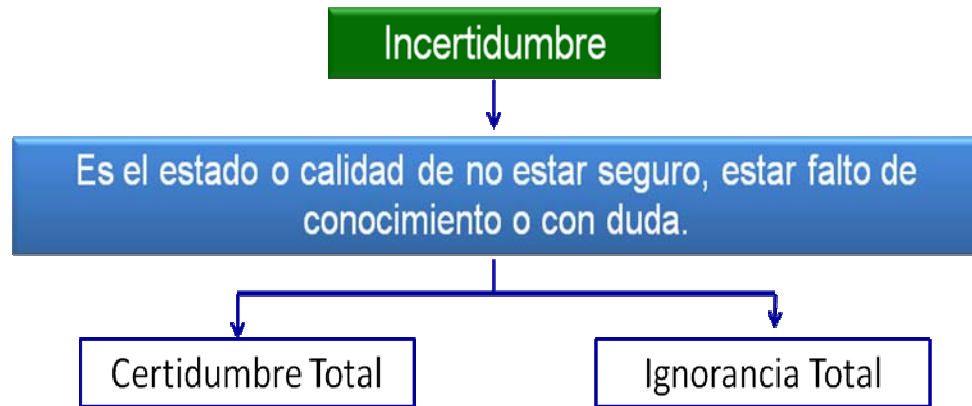 Incertidumbre
Es el estado o calidad de no estar seguro, estar falto de
conocimiento o con duda.
Certidumbre Total
Ignorancia Total